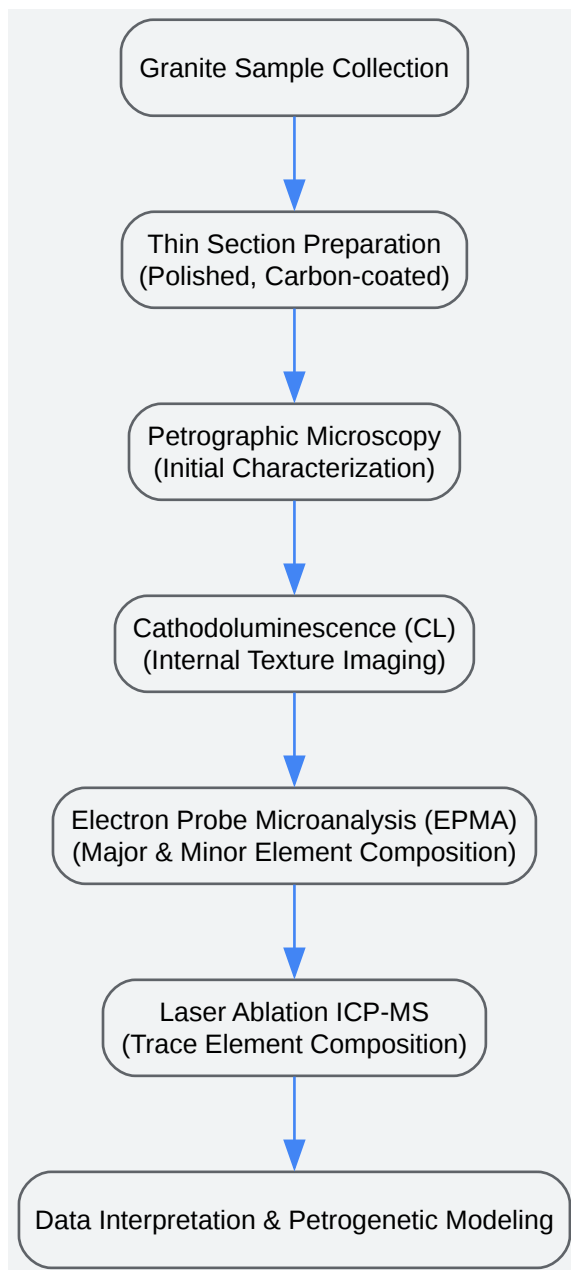 Granite Sample Collection
Thin Section Preparation
(Polished, Carbon-coated)
Petrographic Microscopy
(Initial Characterization)
Cathodoluminescence (CL)
(Internal Texture Imaging)
Electron Probe Microanalysis (EPMA)
(Major & Minor Element Composition)
Laser Ablation ICP-MS
(Trace Element Composition)
Data Interpretation & Petrogenetic Modeling